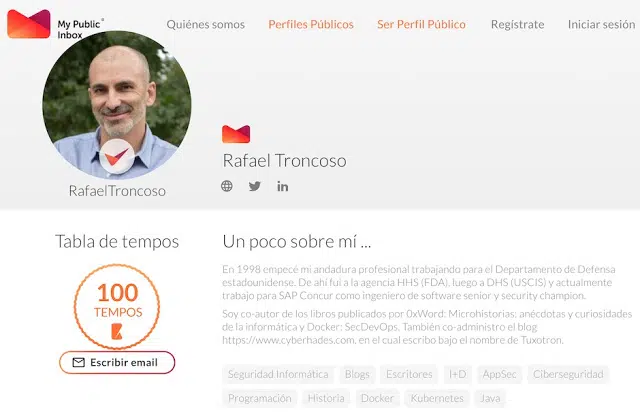 My Public Inbox
Quiénes somos
Perfiles Públicos
Ser Perfil Público
Regístrate
Iniciar sesión
Rafael Troncoso
RafaelTroncoso
Tabla de tempos
100
TEMPOS
Escribir email
Un poco sobre mí ...
En 1998 empecé mi andadura profesional trabajando para el Departamento de Defensa
estadounidense. De ahí fui a la agencia HHS (FDA), luego a DHS (USCIS) y actualmente
trabajo para SAP Concur como ingeniero de software senior y security champion.
Soy co-autor de los libros publicados por 0xWord: Microhistorias: anécdotas y curiosidades
de la informática y Docker: SecDevOps. También co-administro el blog
https://www.cyberhades.com, en el cual escribo bajo el nombre de Tuxotron.
Seguridad Informática
Blogs
Escritores
I+D
AppSec
Ciberseguridad
Programación
Historia
Docker
Kubernetes
Java